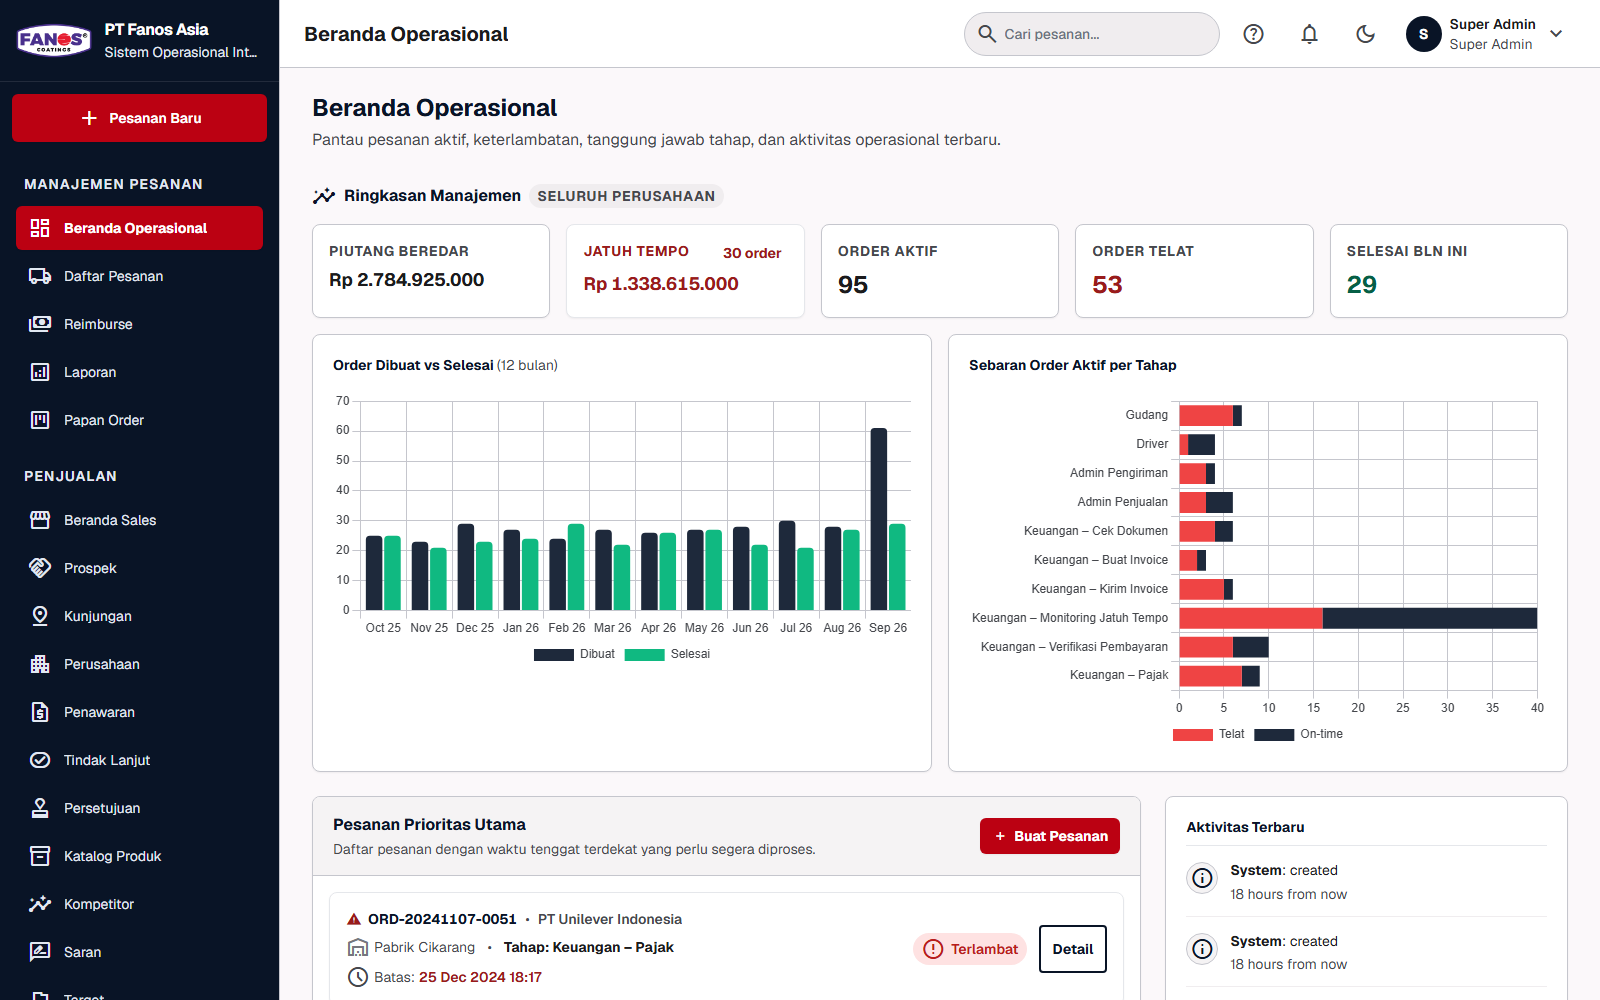 FANOS®
COATINGS
PT Fanos Asia
Sistem Operasional Int...
Pesanan Baru
MANAJEMEN PESANAN
Beranda Operasional
Daftar Pesanan
Reimburse
Laporan
Papan Order
PENJUALAN
Beranda Sales
Prospek
Kunjungan
Perusahaan
Penawaran
Tindak Lanjut
Persetujuan
Katalog Produk
Kompetitor
Saran
Target
Beranda Operasional
Cari pesanan...
S
Super Admin
Super Admin
Beranda Operasional
Pantau pesanan aktif, keterlambatan, tanggung jawab tahap, dan aktivitas operasional terbaru.
Ringkasan Manajemen SELURUH PERUSAHAAN
PIUTANG BEREDAR
Rp 2.784.925.000
JATUH TEMPO 30 order
Rp 1.338.615.000
ORDER AKTIF
95
ORDER TELAT
53
SELESAI BLN INI
29
Order Dibuat vs Selesai (12 bulan)
70
60
50
40
30
20
10
0
Oct 25 Nov 25 Dec 25 Jan 26 Feb 26 Mar 26 Apr 26 May 26 Jun 26 Jul 26 Aug 26 Sep 26
Dibuat Selesai
Sebaran Order Aktif per Tahap
Gudang
Driver
Admin Pengiriman
Admin Penjualan
Keuangan – Cek Dokumen
Keuangan – Buat Invoice
Keuangan – Kirim Invoice
Keuangan – Monitoring Jatuh Tempo
Keuangan – Verifikasi Pembayaran
Keuangan – Pajak
0 5 10 15 20 25 30 35 40
Telat On-time
Pesanan Prioritas Utama
Daftar pesanan dengan waktu tenggat terdekat yang perlu segera diproses.
+ Buat Pesanan
ORD-20241107-0051 • PT Unilever Indonesia
Pabrik Cikarang • Tahap: Keuangan – Pajak
Batas: 25 Dec 2024 18:17
Terlambat
Detail
Aktivitas Terbaru
System: created
18 hours from now
System: created
18 hours from now